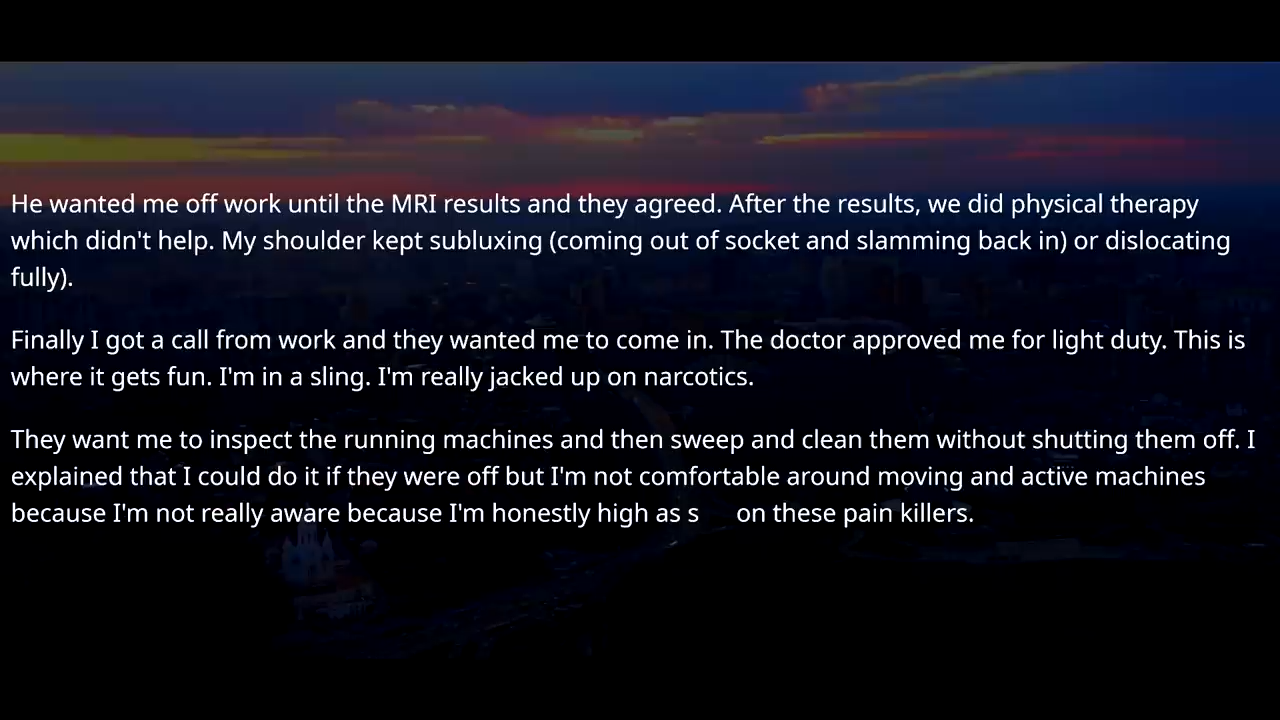 He wanted me off work until the MRI results and they agreed. After the results, we did physical therapy
which didn't help. My shoulder kept subluxing (coming out of socket and slamming back in) or dislocating
fully).
Finally I got a call from work and they wanted me to come in. The doctor approved me for light duty. This is
where it gets fun. I'm in a sling. I'm really jacked up on narcotics.
They want me to inspect the running machines and then sweep and clean them without shutting them off. I
explained that I could do it if they were off but I'm not comfortable around moving and active machines
because I'm not really aware because I'm honestly high as s on these pain killers.